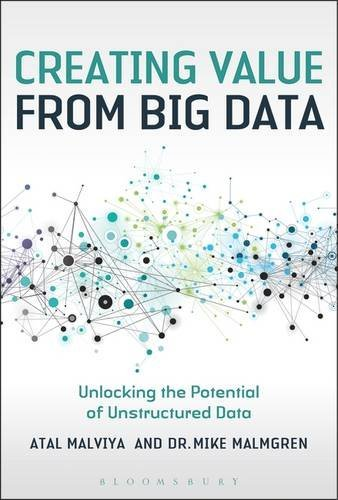 CREATING VALUE
FROM BIG DATA
Unlocking the Potential
of Unstructured Data
ATAL MALVIYA AND DR. MIKE MALMGREN
BLOOMSBURY